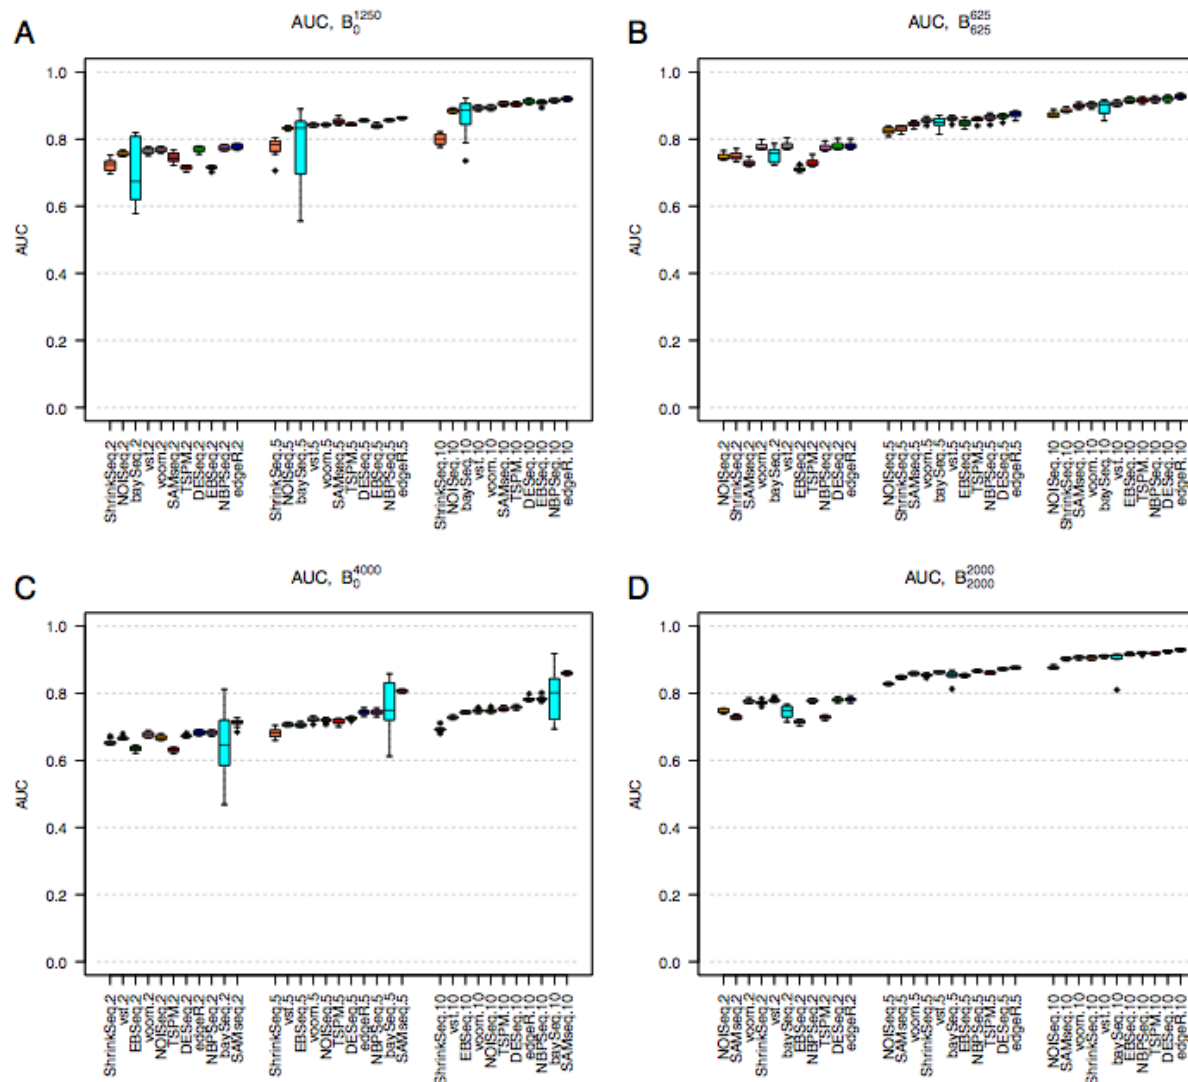 A
AUC, B_0^1250
1.0
0.8
0.6
0.4
0.2
0.0
AUC
ShrinkSeq.2
NOISeq.2
baySeq.2
vst.2
voom.2
SAMseq.2
TSPM.2
DESeq.2
EBSeq.2
NBPSeq.2
edgeR.2
ShrinkSeq.5
NOISeq.5
baySeq.5
vst.5
voom.5
SAMseq.5
TSPM.5
DESeq.5
EBSeq.5
NBPSeq.5
edgeR.5
ShrinkSeq.10
NOISeq.10
baySeq.10
vst.10
voom.10
SAMseq.10
TSPM.10
DESeq.10
EBSeq.10
NBPSeq.10
edgeR.10
B
AUC, B_625^625
1.0
0.8
0.6
0.4
0.2
0.0
AUC
NOISeq.2
ShrinkSeq.2
SAMseq.2
voom.2
baySeq.2
vst.2
EBSeq.2
TSPM.2
NBPSeq.2
DESeq.2
edgeR.2
NOISeq.5
ShrinkSeq.5
SAMseq.5
voom.5
baySeq.5
vst.5
EBSeq.5
TSPM.5
NBPSeq.5
DESeq.5
edgeR.5
NOISeq.10
ShrinkSeq.10
SAMseq.10
voom.10
baySeq.10
vst.10
EBSeq.10
TSPM.10
NBPSeq.10
DESeq.10
edgeR.10
C
AUC, B_0^4000
1.0
0.8
0.6
0.4
0.2
0.0
AUC
ShrinkSeq.2
vst.2
EBSeq.2
voom.2
NOISeq.2
TSPM.2
DESeq.2
edgeR.2
NBPSeq.2
baySeq.2
SAMseq.2
ShrinkSeq.5
vst.5
EBSeq.5
voom.5
NOISeq.5
TSPM.5
DESeq.5
edgeR.5
NBPSeq.5
baySeq.5
SAMseq.5
ShrinkSeq.10
vst.10
EBSeq.10
voom.10
NOISeq.10
TSPM.10
DESeq.10
edgeR.10
NBPSeq.10
baySeq.10
SAMseq.10
D
AUC, B_2000^2000
1.0
0.8
0.6
0.4
0.2
0.0
AUC
NOISeq.2
SAMseq.2
voom.2
ShrinkSeq.2
vst.2
baySeq.2
EBSeq.2
NBPSeq.2
TSPM.2
DESeq.2
edgeR.2
NOISeq.5
SAMseq.5
voom.5
ShrinkSeq.5
vst.5
baySeq.5
EBSeq.5
NBPSeq.5
TSPM.5
DESeq.5
edgeR.5
NOISeq.10
SAMseq.10
voom.10
ShrinkSeq.10
vst.10
baySeq.10
EBSeq.10
NBPSeq.10
TSPM.10
DESeq.10
edgeR.10